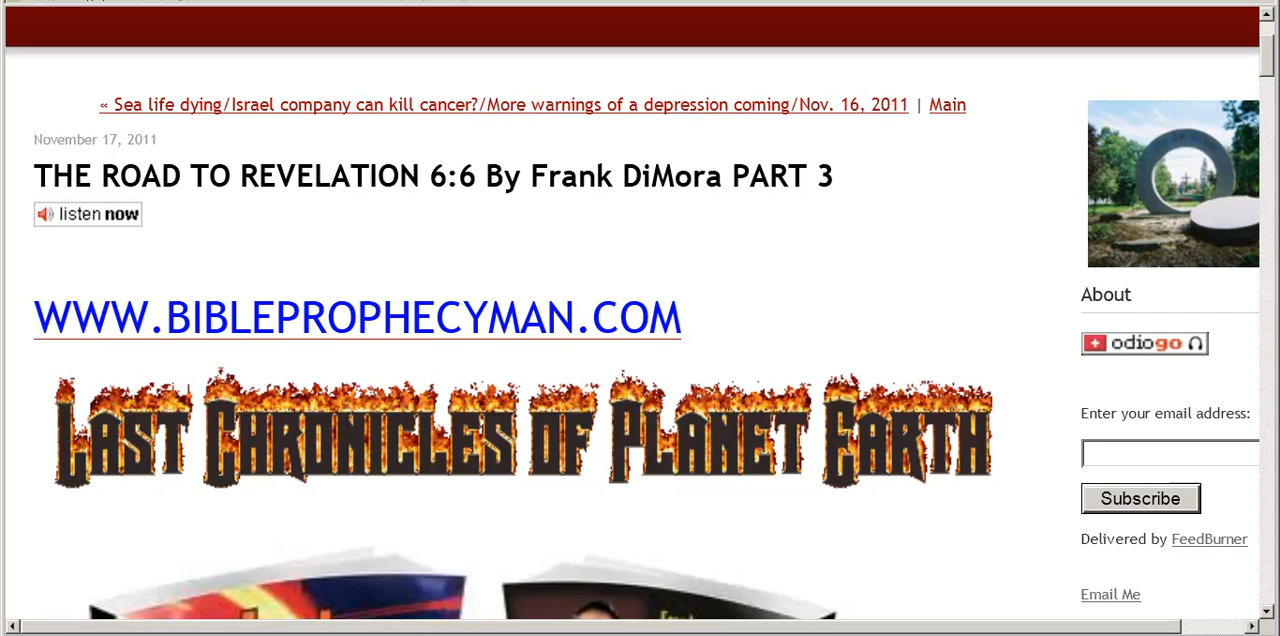 « Sea life dying/Israel company can kill cancer?/More warnings of a depression coming/Nov. 16, 2011 | Main
November 17, 2011
THE ROAD TO REVELATION 6:6 By Frank DiMora PART 3
listen now
WWW.BIBLEPROPHECYMAN.COM
LAST CHRONICLES OF PLANET EARTH
About
odiogo
Enter your email address:
Subscribe
Delivered by FeedBurner
Email Me